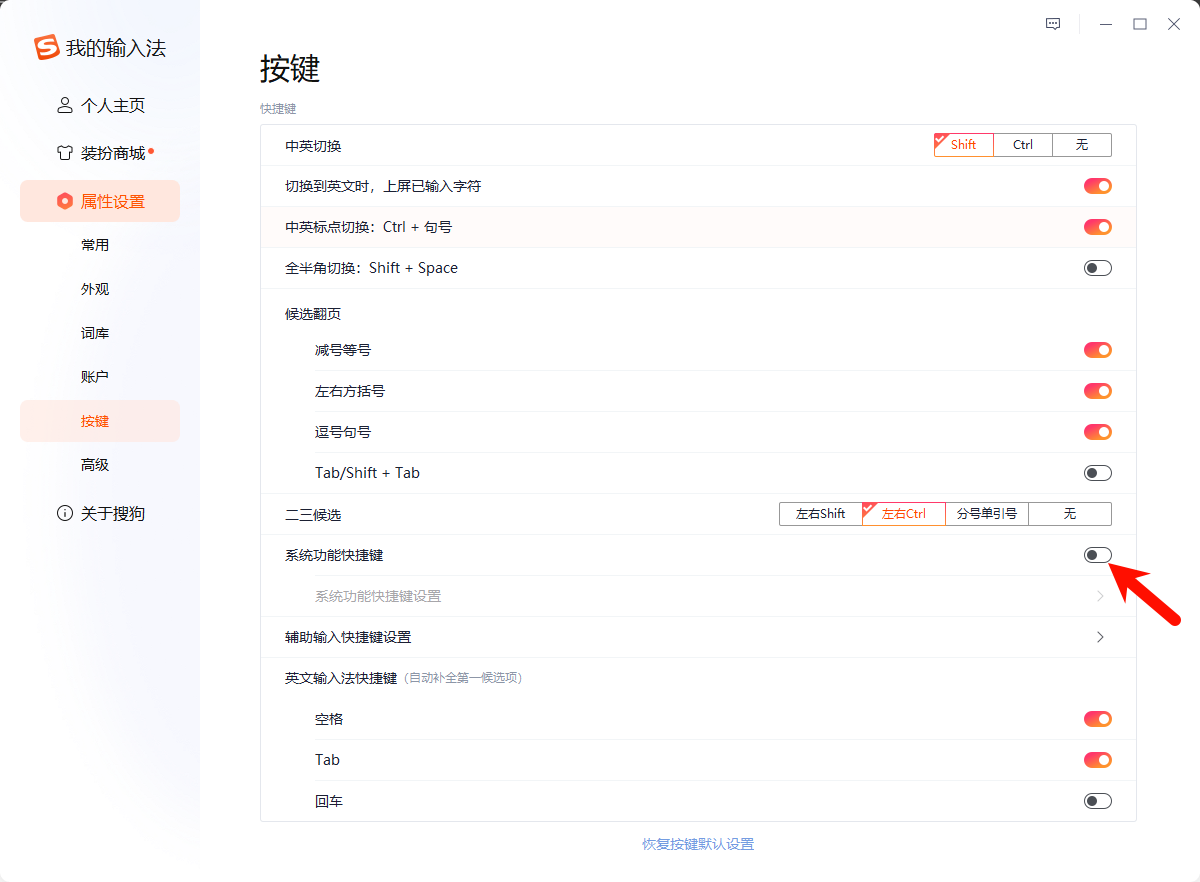 我的输入法
个人主页
装扮商城
属性设置
常用
外观
词库
账户
按键
高级
关于搜狗
按键
快捷键
中英切换 Shift Ctrl 无
切换到英文时，上屏已输入字符
中英标点切换：Ctrl + 句号
全半角切换：Shift + Space
候选翻页
减号等号
左右方括号
逗号句号
Tab/Shift + Tab
二三候选 左右Shift 左右Ctrl 分号单引号 无
系统功能快捷键
系统功能快捷键设置
辅助输入快捷键设置
英文输入法快捷键（自动补全第一候选项）
空格
Tab
回车
恢复按键默认设置